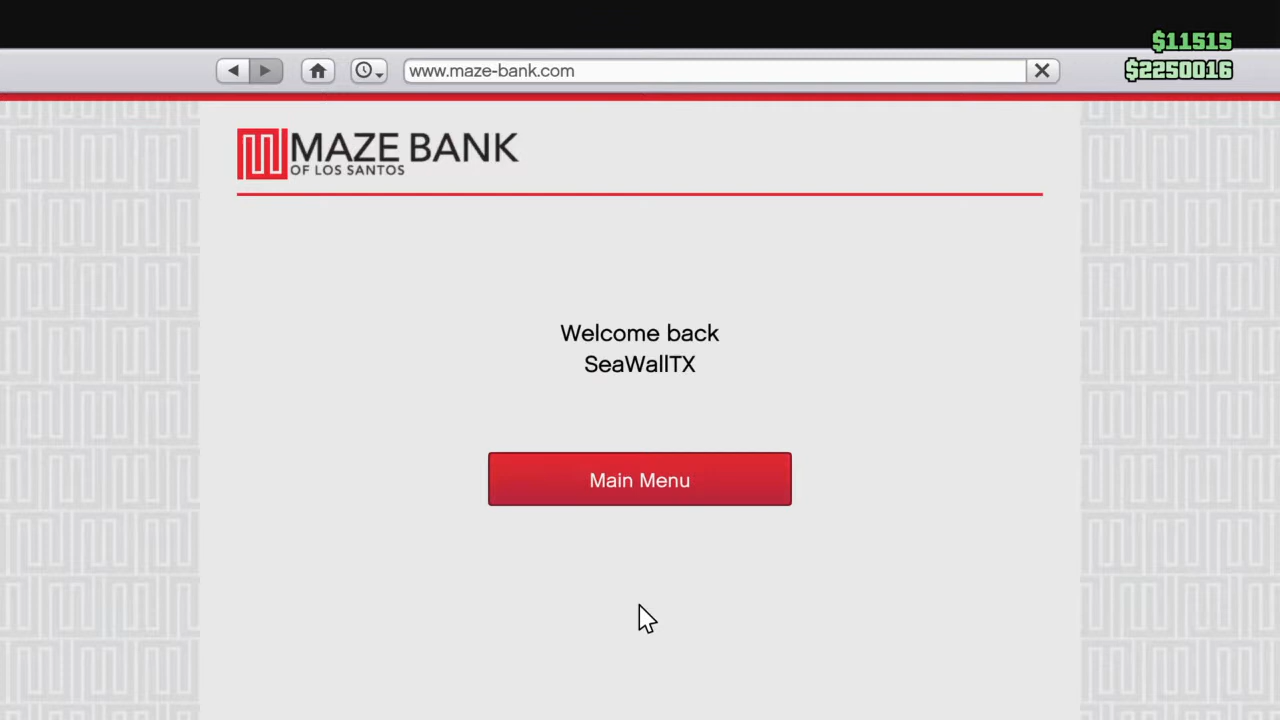 $11515
www.maze-bank.com
$2250016
MAZE BANK
OF LOS SANTOS
Welcome back
SeaWallTX
Main Menu